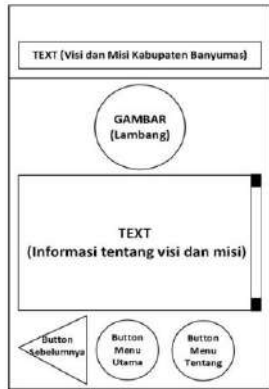 TEXT (Visi dan Misi Kabupaten Banyumas)
GAMBAR
(Lambang)
TEXT
(Informasi tentang visi dan misi)
Button
Sebelumnya
Button
Menu
Utama
Button
Menu
Tentang